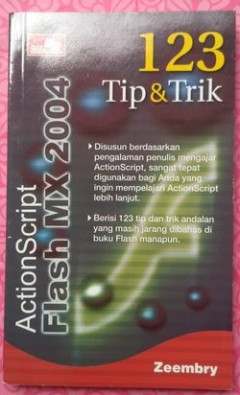 123
Tip & Trik
Disusun berdasarkan
pengalaman penulis mengajar
ActionScript, sangat tepat
digunakan bagi Anda yang
ingin mempelajari ActionScript
lebih lanjut.
Berisi 123 tip dan trik andalan
yang masih jarang dibahas di
buku Flash manapun.
ActionScript
Flash MX 2004
Zeembry